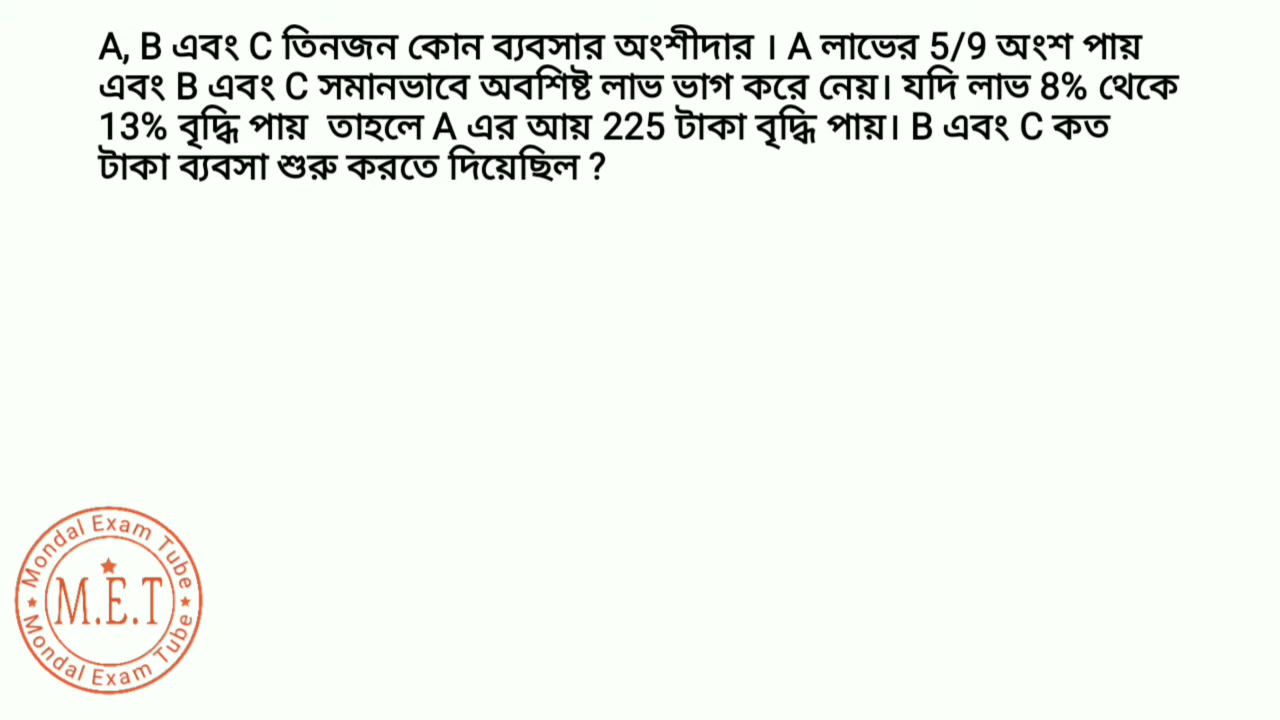 A, B এবং C তিনজন কোন ব্যবসার অংশীদার । A লাভের 5/9 অংশ পায়
এবং B এবং C সমানভাবে অবশিষ্ট লাভ ভাগ করে নেয়। যদি লাভ 8% থেকে
13% বৃদ্ধি পায় তাহলে A এর আয় 225 টাকা বৃদ্ধি পায়। B এবং C কত
টাকা ব্যবসা শুরু করতে দিয়েছিল ?
Mondal Exam Tube
M.E.T
Mondal Exam Tube